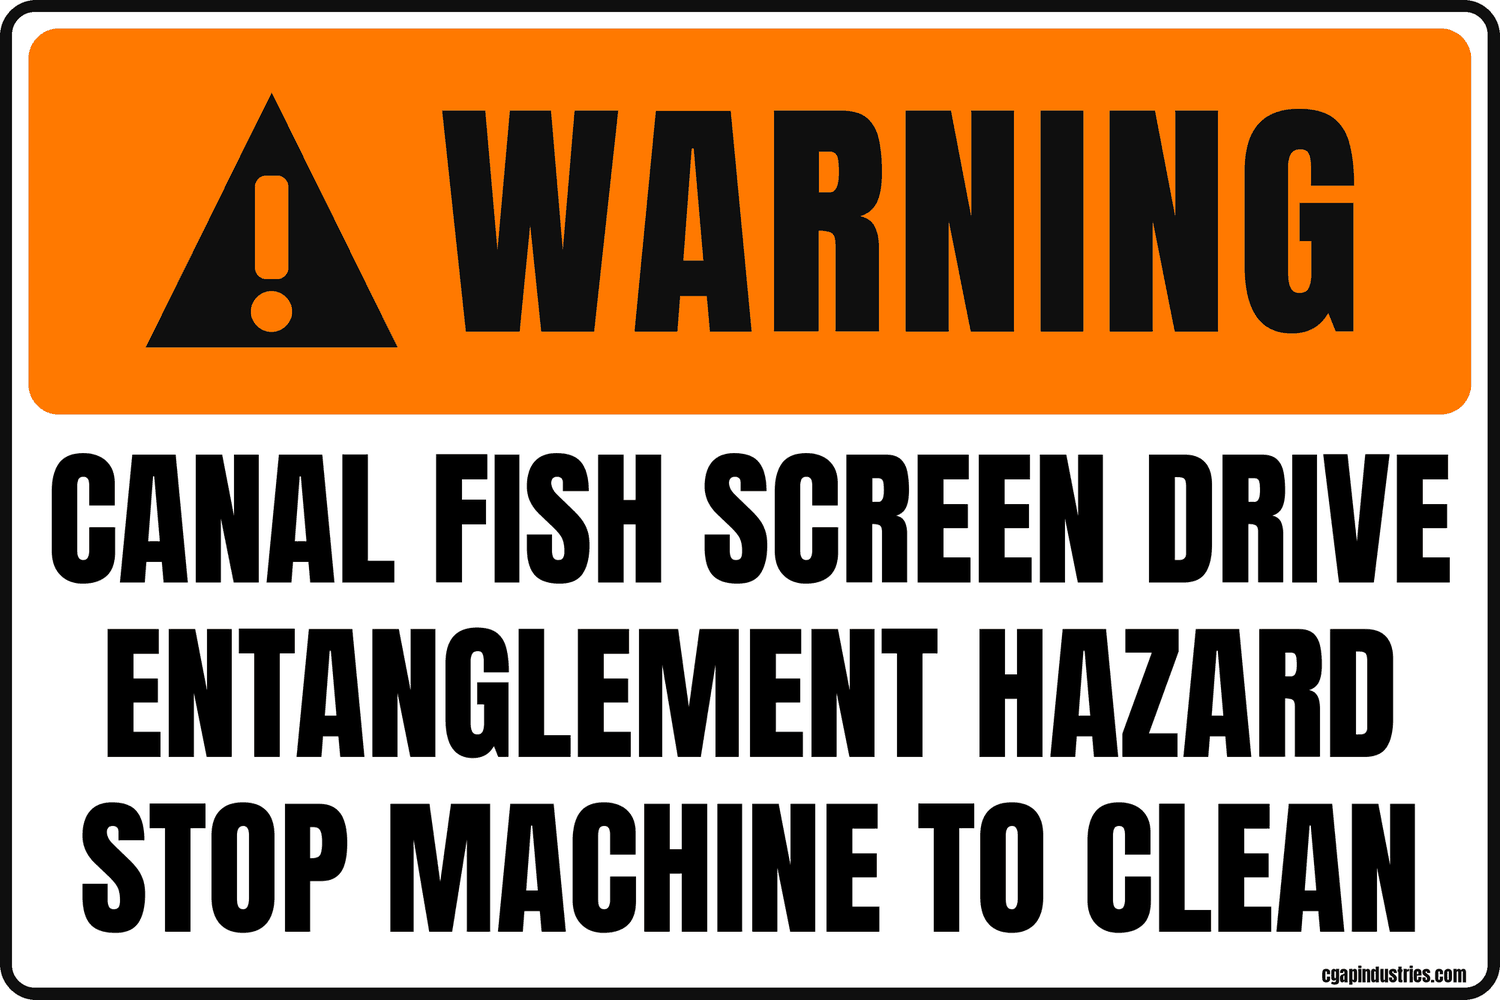 WARNING
CANAL FISH SCREEN DRIVE
ENTANGLEMENT HAZARD
STOP MACHINE TO CLEAN
cgapindustries.com